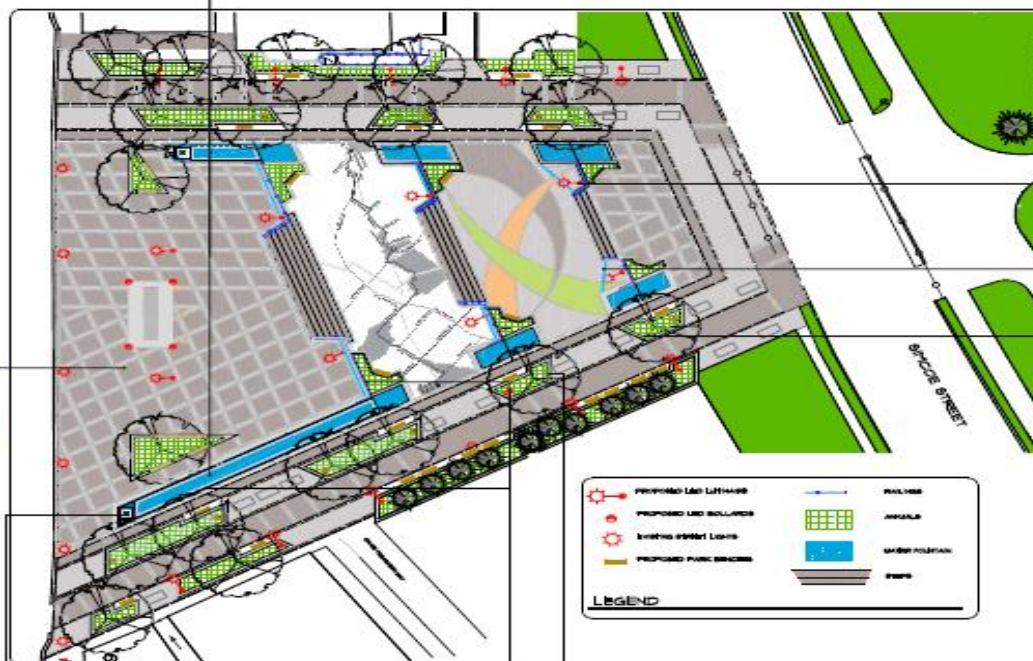 SIMCOE STREET
PROPOSED LED LUMINAIRE
PROPOSED LED BOLLARDS
EXISTING STREET LIGHTS
PROPOSED PARK BENCHES
RAILINGS
ANNUALS
WATER FOUNTAIN
STEPS
LEGEND